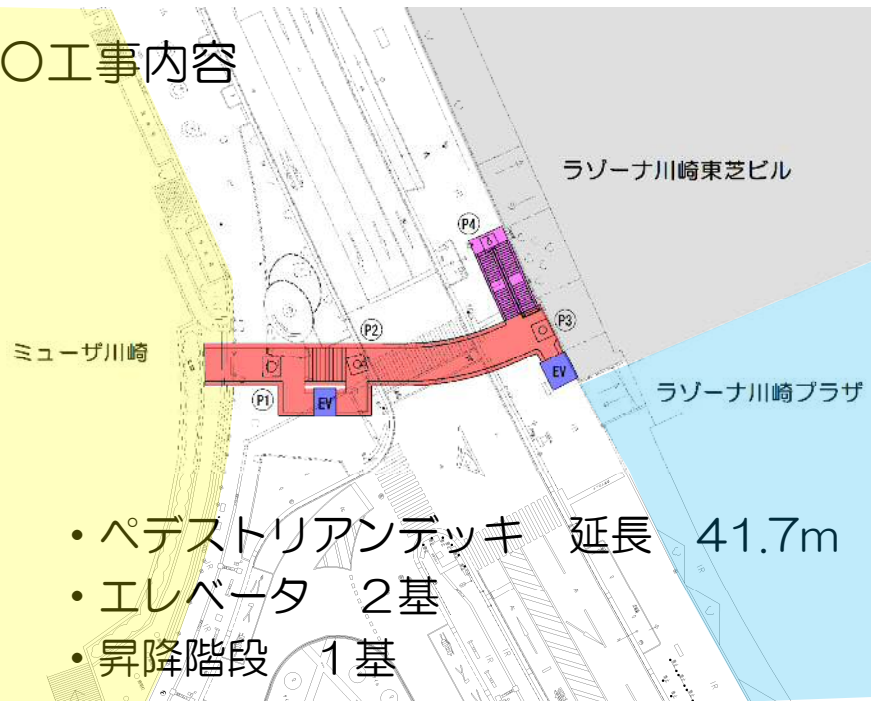 ○工事内容
ラゾーナ川崎東芝ビル
P4
P3
P2
ミューザ川崎
EV
ラゾーナ川崎プラザ
P1
EV
・ペデストリアンデッキ　延長　41.7m
・エレベータ　２基
・昇降階段　１基